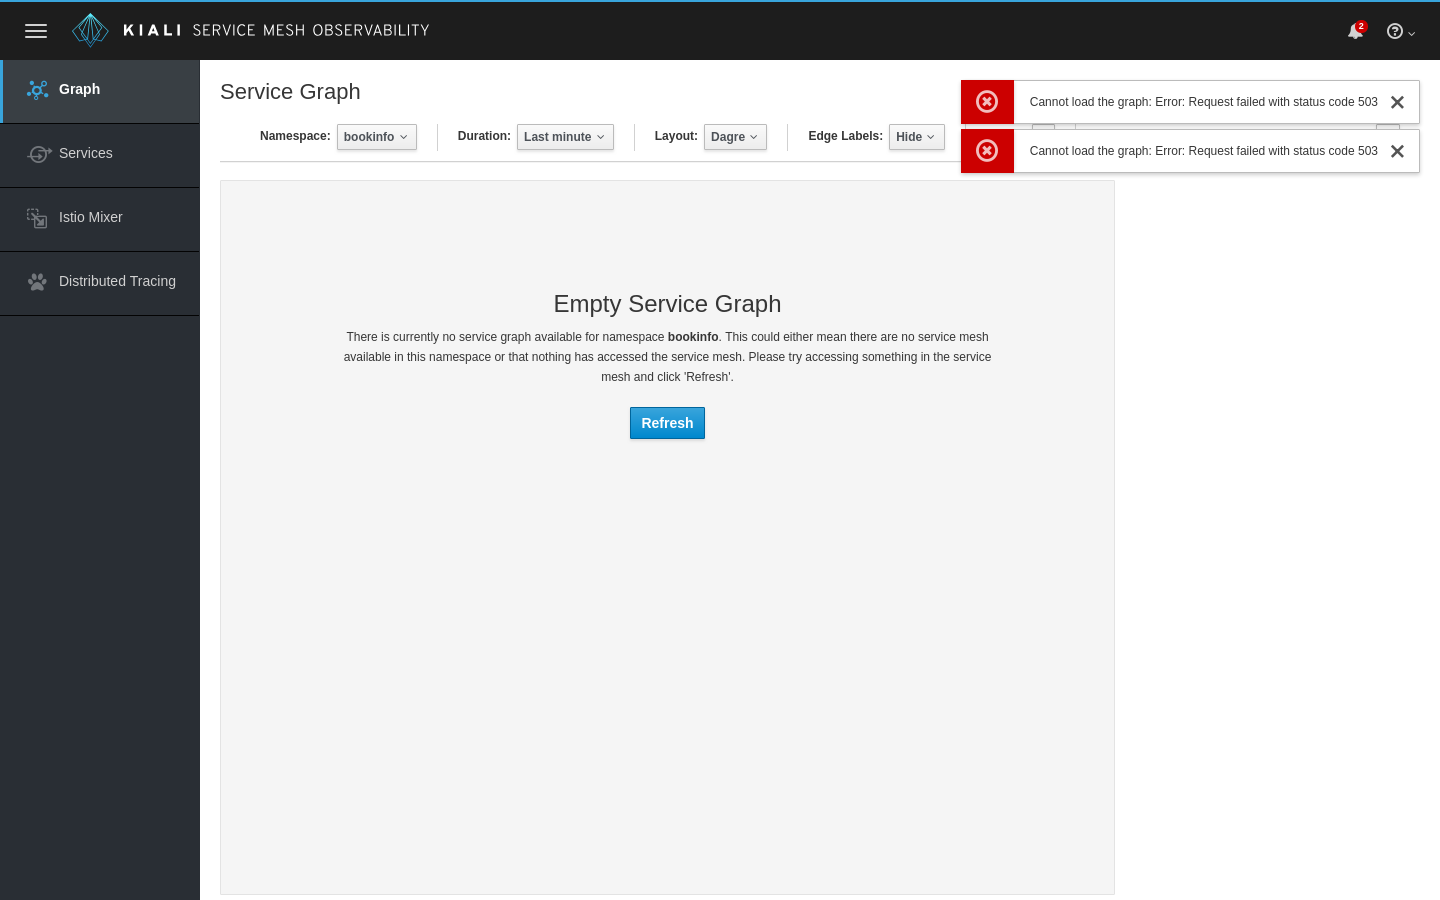 KIALI SERVICE MESH OBSERVABILITY
2
Graph
Services
Istio Mixer
Distributed Tracing
Service Graph
Namespace: bookinfo Duration: Last minute Layout: Dagre Edge Labels: Hide
Cannot load the graph: Error: Request failed with status code 503
Cannot load the graph: Error: Request failed with status code 503
Empty Service Graph
There is currently no service graph available for namespace bookinfo. This could either mean there are no service mesh
available in this namespace or that nothing has accessed the service mesh. Please try accessing something in the service
mesh and click 'Refresh'.
Refresh